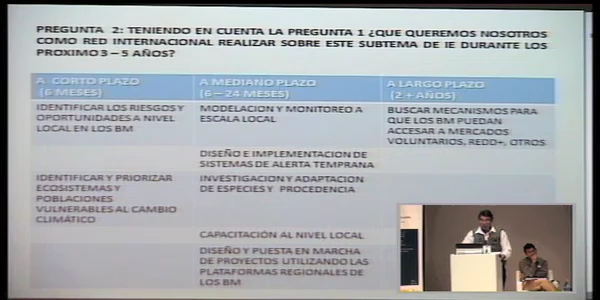 PREGUNTA 2: TENIENDO EN CUENTA LA PREGUNTA 1 ¿QUE QUEREMOS NOSOTROS
COMO RED INTERNACIONAL REALIZAR SOBRE ESTE SUBTEMA DE IE DURANTE LOS
PROXIMO 3 – 5 AÑOS?
A CORTO PLAZO
(6 MESES)
A MEDIANO PLAZO
(6 – 24 MESES)
A LARGO PLAZO
(2 + AÑOS)
IDENTIFICAR LOS RIESGOS Y
OPORTUNIDADES A NIVEL
LOCAL EN LOS BM
MODELACION Y MONITOREO A
ESCALA LOCAL
BUSCAR MECANISMOS PARA
QUE LOS BM PUEDAN
ACCESAR A MERCADOS
VOLUNTARIOS, REDD+, OTROS
DISEÑO E IMPLEMENTACION DE
SISTEMAS DE ALERTA TEMPRANA
IDENTIFICAR Y PRIORIZAR
ECOSISTEMAS Y
POBLACIONES
VULNERABLES AL CAMBIO
CLIMÁTICO
INVESTIGACIÓN Y ADAPTACION
DE ESPECIES Y PROCEDENCIA
CAPACITACIÓN AL NIVEL LOCAL
DISEÑO Y PUESTA EN MARCHA
DE PROYECTOS UTILIZANDO LAS
PLATAFORMAS REGIONALES DE
LOS BM